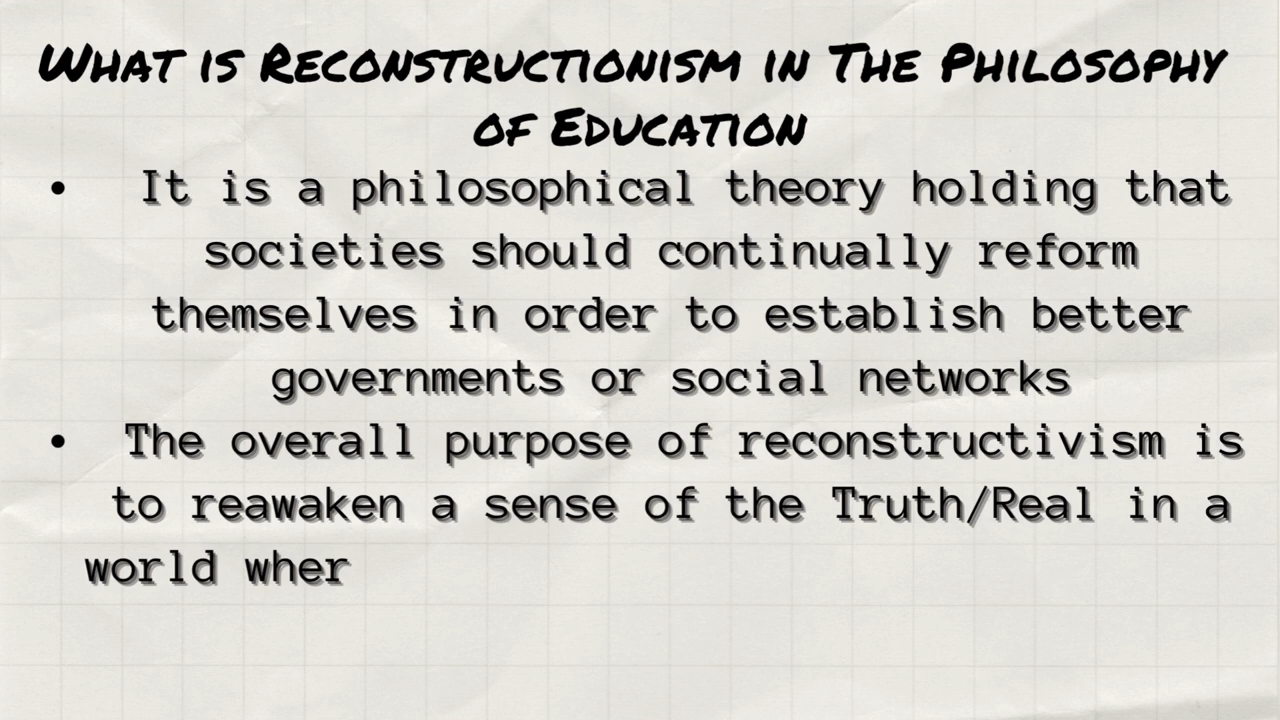 What is Reconstructionism in The Philosophy
of Education
• It is a philosophical theory holding that
societies should continually reform
themselves in order to establish better
governments or social networks
• The overall purpose of reconstructivism is
to reawaken a sense of the Truth/Real in a
world wher